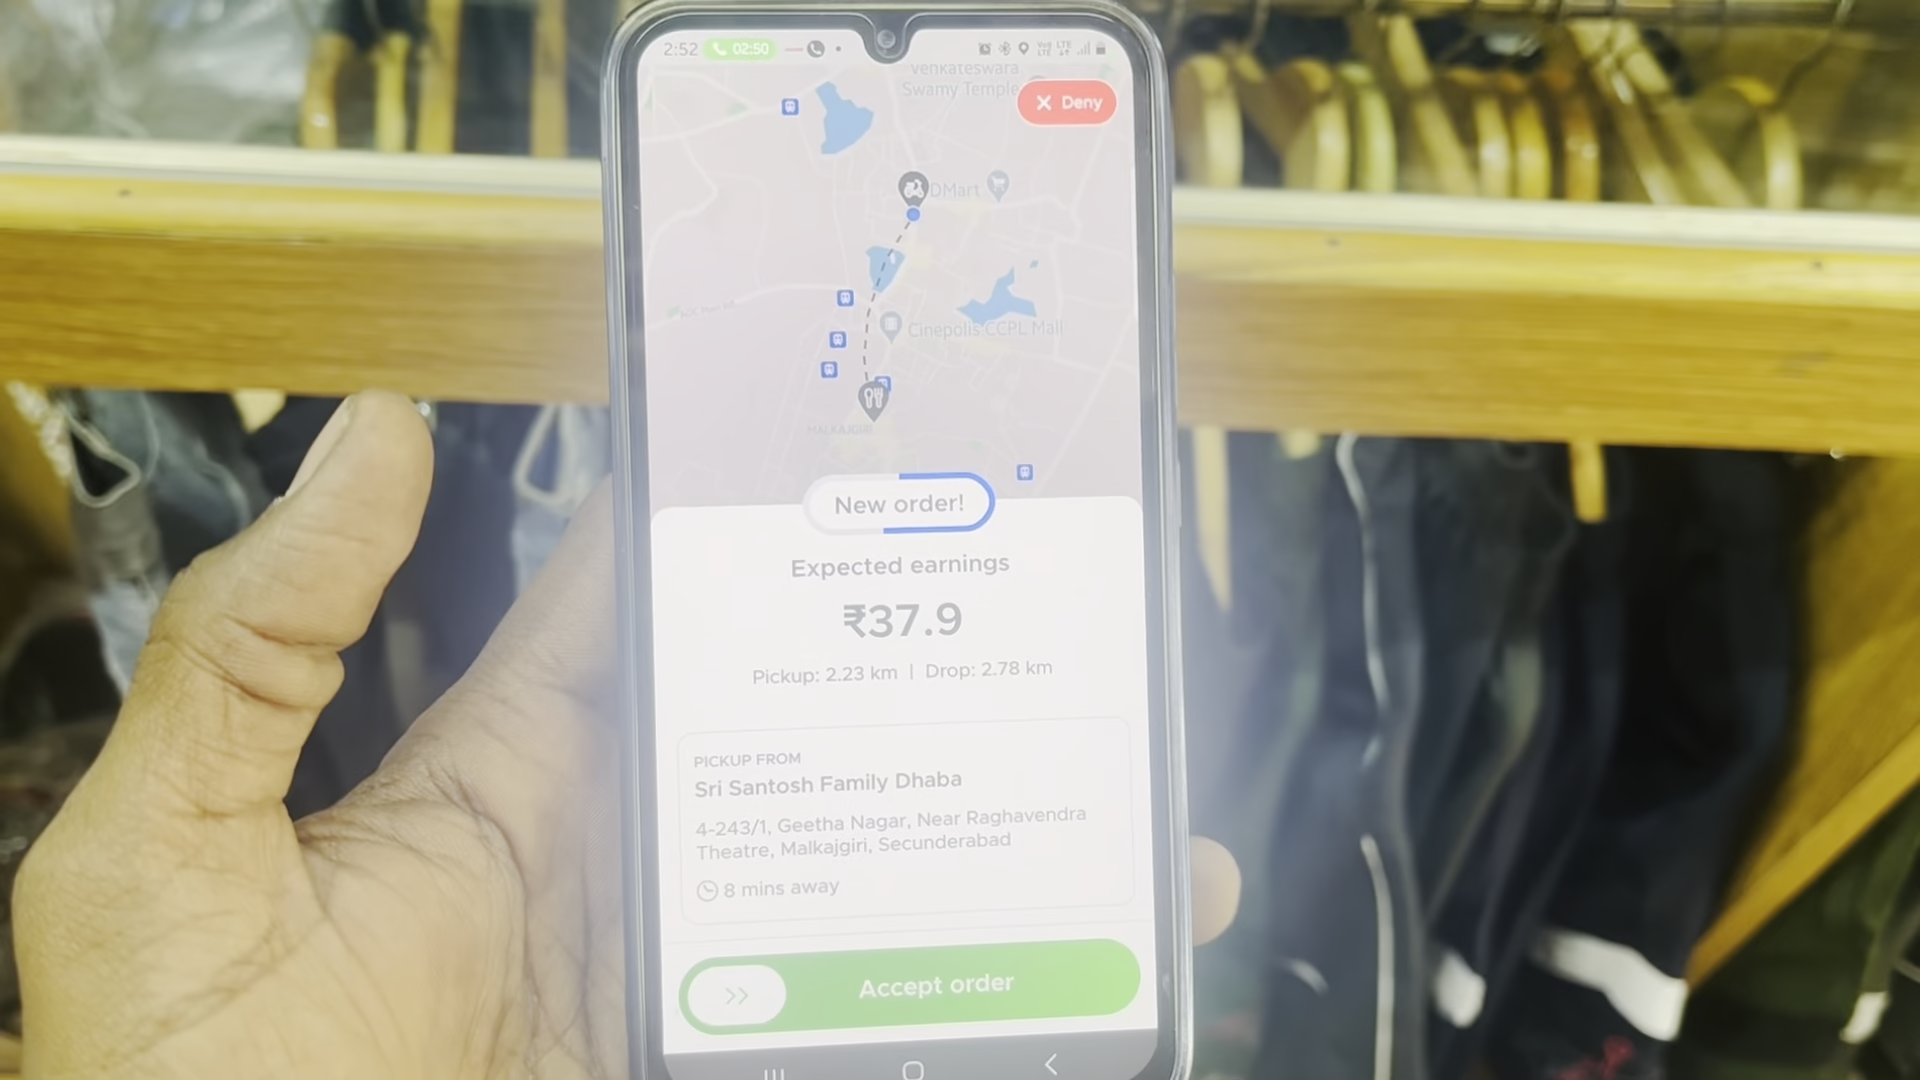 2:52 02:50
Venkateswara
Swamy Temple
Deny
DMart
Cinepolis CCPL Mall
MALKAJGIRI
New order!
Expected earnings
₹37.9
Pickup: 2.23 km | Drop: 2.78 km
PICKUP FROM
Sri Santosh Family Dhaba
4-243/1, Geetha Nagar, Near Raghavendra
Theatre, Malkajgiri, Secunderabad
8 mins away
Accept order